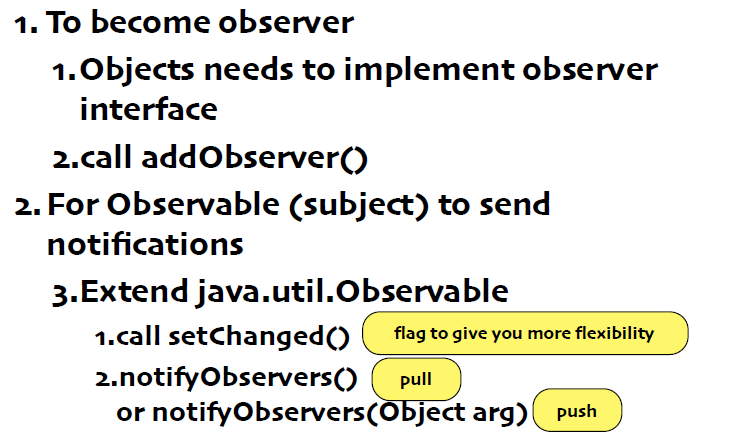 1. To become observer
1.Objects needs to implement observer
interface
2.call addObserver()
2. For Observable (subject) to send
notifications
3.Extend java.util.Observable
1.call setChanged() flag to give you more flexibility
2.notifyObservers() pull
or notifyObservers(Object arg) push